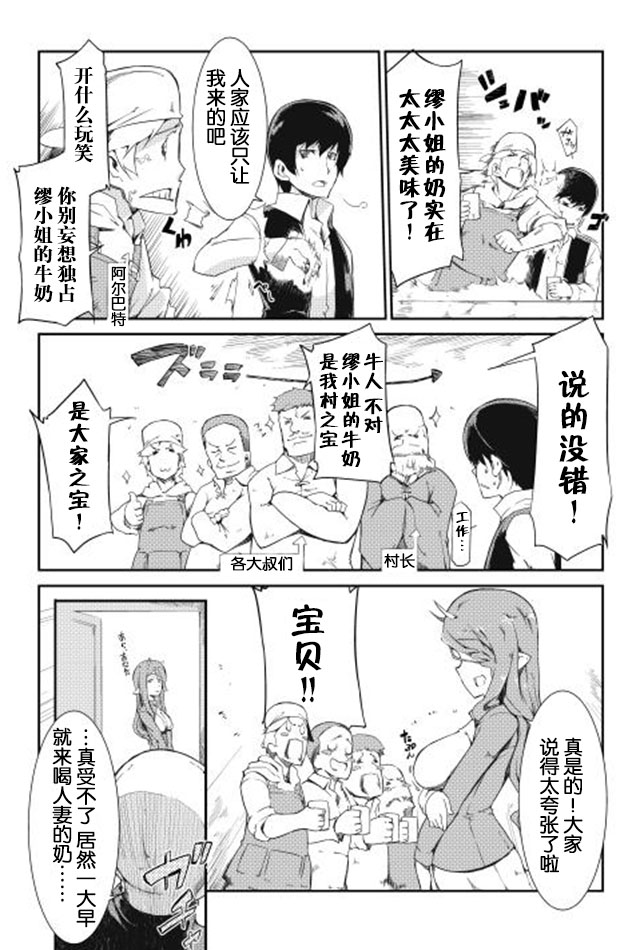 缪小姐的奶实在
太太太美味了！
人家应该只让
我来的吧
开什么玩笑
你别妄想独占
缪小姐的牛奶
阿尔巴特
说的没错！
牛人 不对
缪小姐的牛奶
是我村之宝
工作…
村长
各大叔们
是大家之宝！
ズズ
真是的！大家
说得太夸张了啦
宝贝!!
たぷん
…真受不了 居然一大早
就来喝人妻的奶……